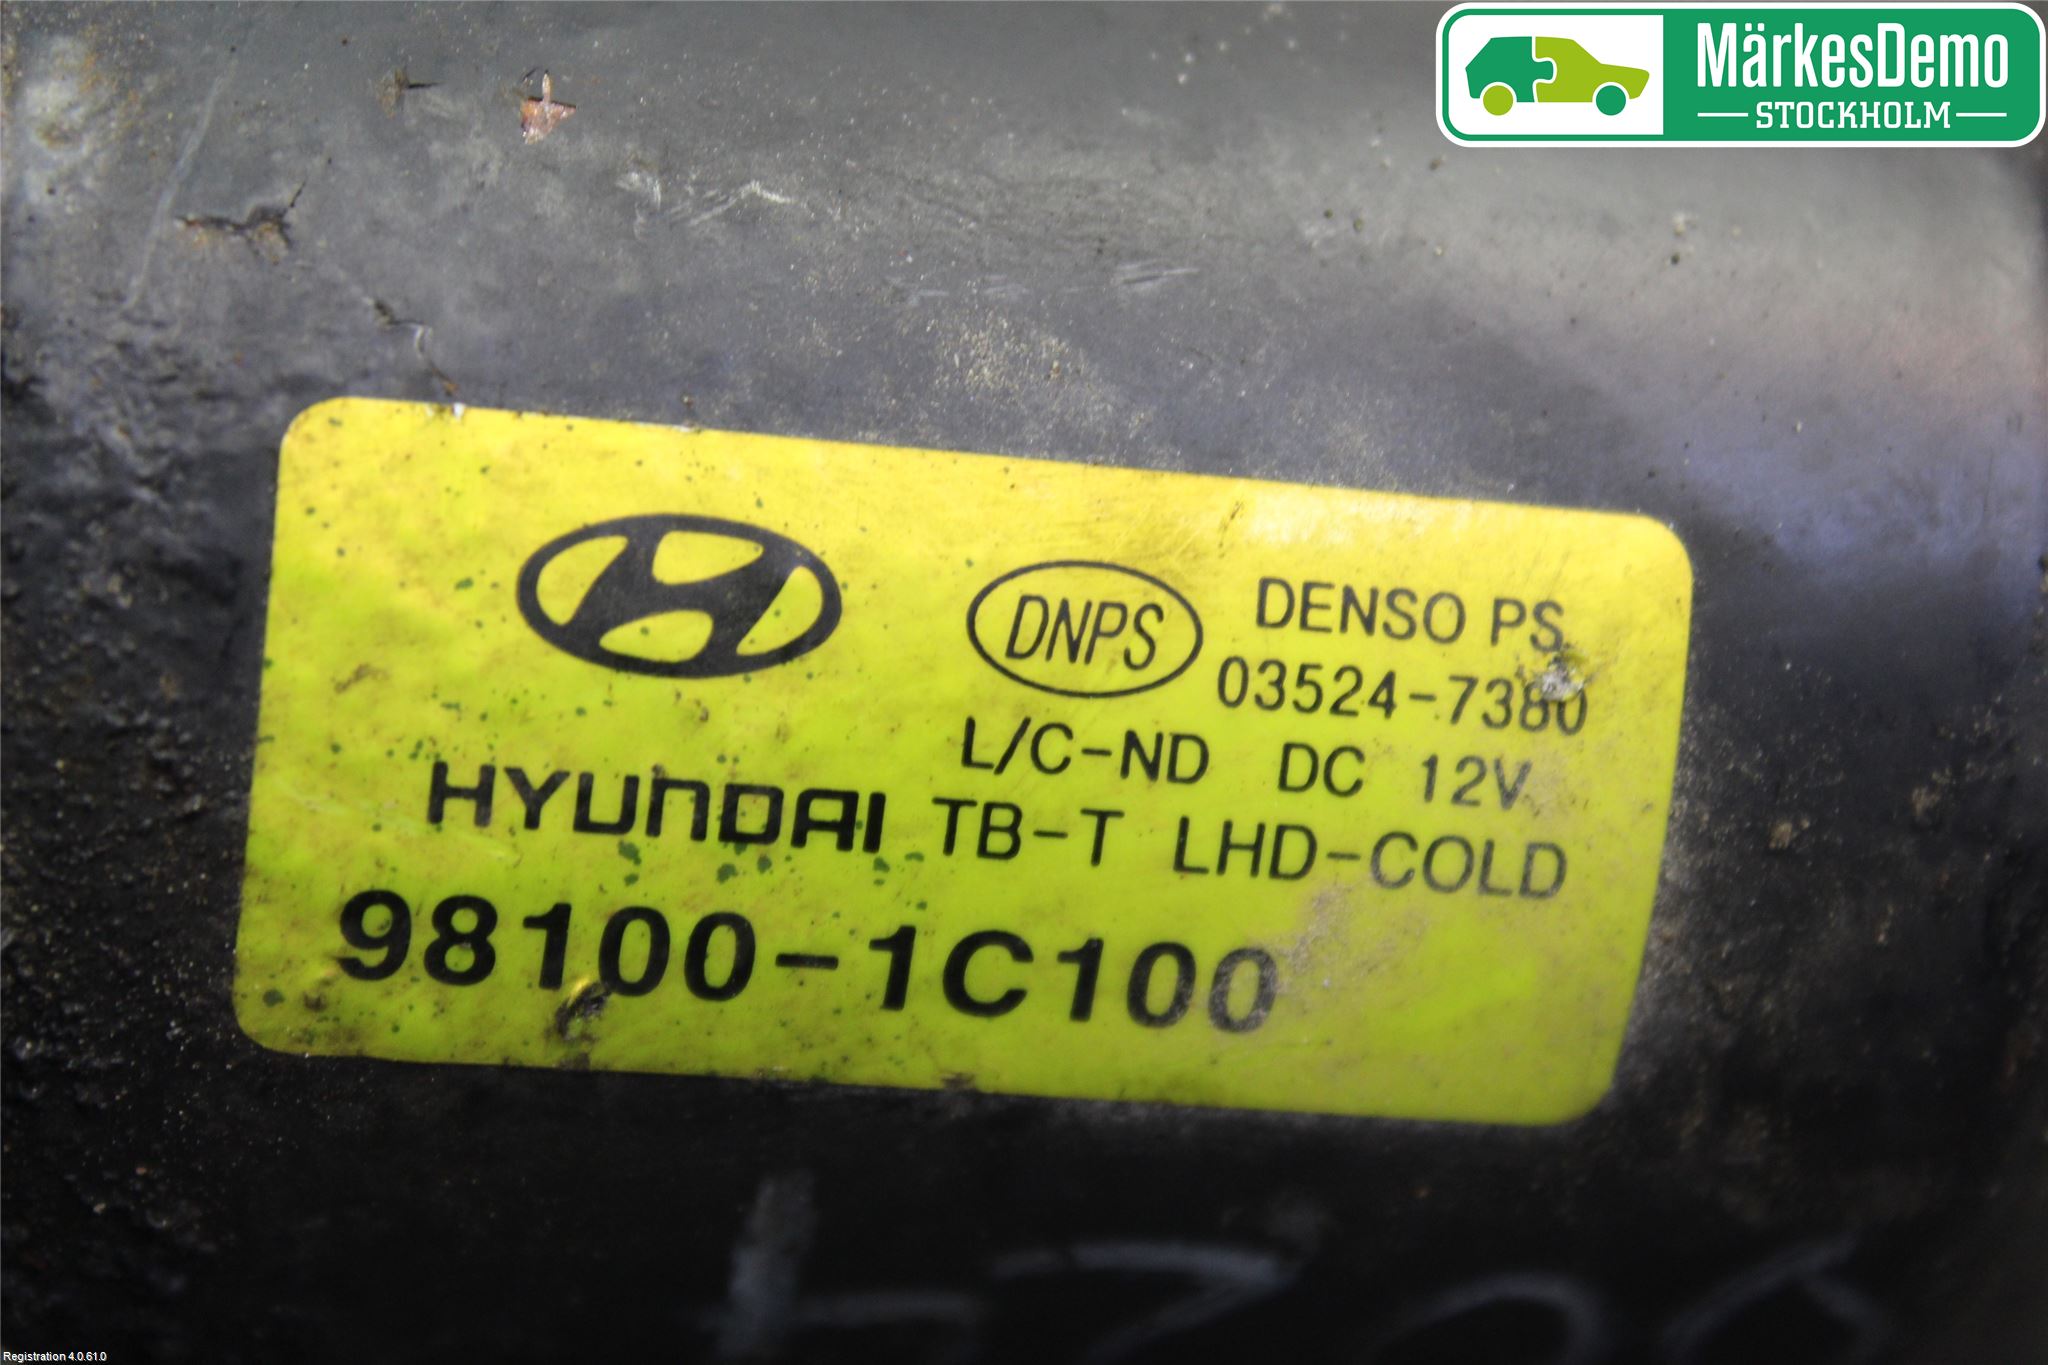 MärkesDemo
STOCKHOLM
DNPS
DENSO PS
03524-7380
L/C-ND DC 12V
HYUNDAI TB-T LHD-COLD
98100-1C100
Registration 4.0.61.0